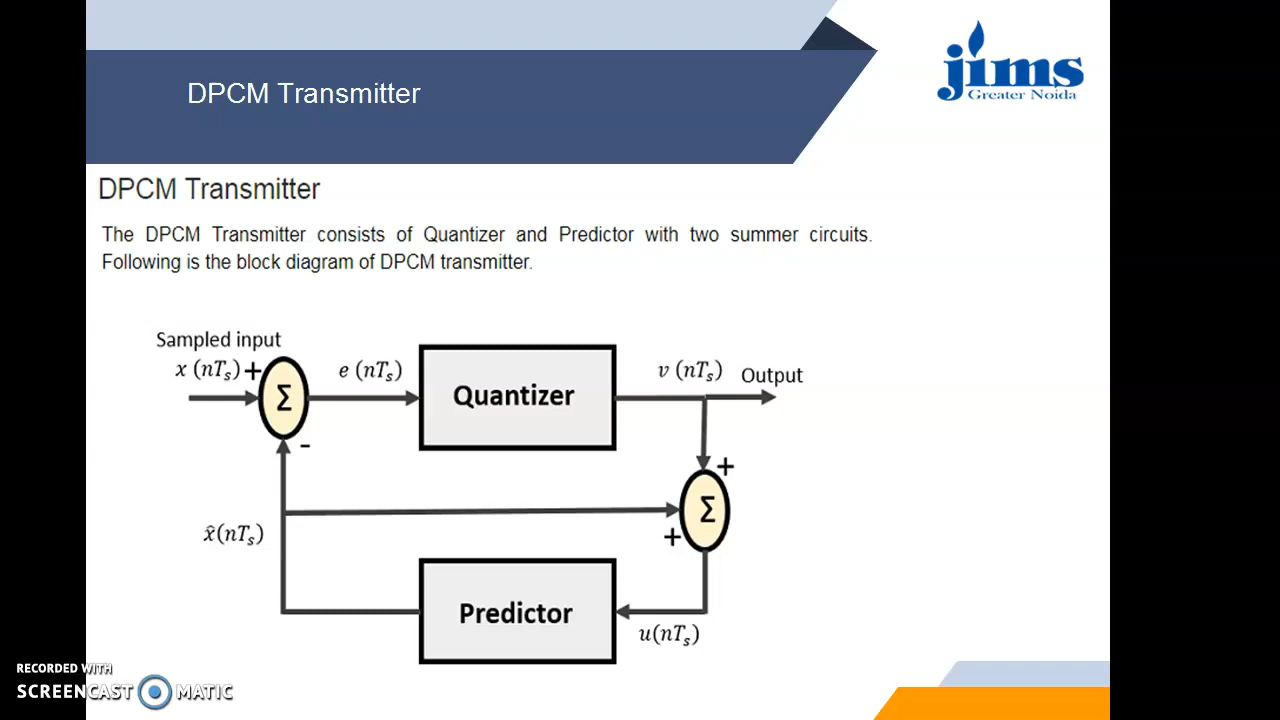 DPCM Transmitter
jims
Greater Noida
DPCM Transmitter
The DPCM Transmitter consists of Quantizer and Predictor with two summer circuits.
Following is the block diagram of DPCM transmitter.
Sampled input
x (nTₛ) +
Σ
e (nTₛ)
Quantizer
v (nTₛ)
Output
-
+
Σ
+
x̂(nTₛ)
Predictor
u(nTₛ)
RECORDED WITH
SCREENCAST MATIC